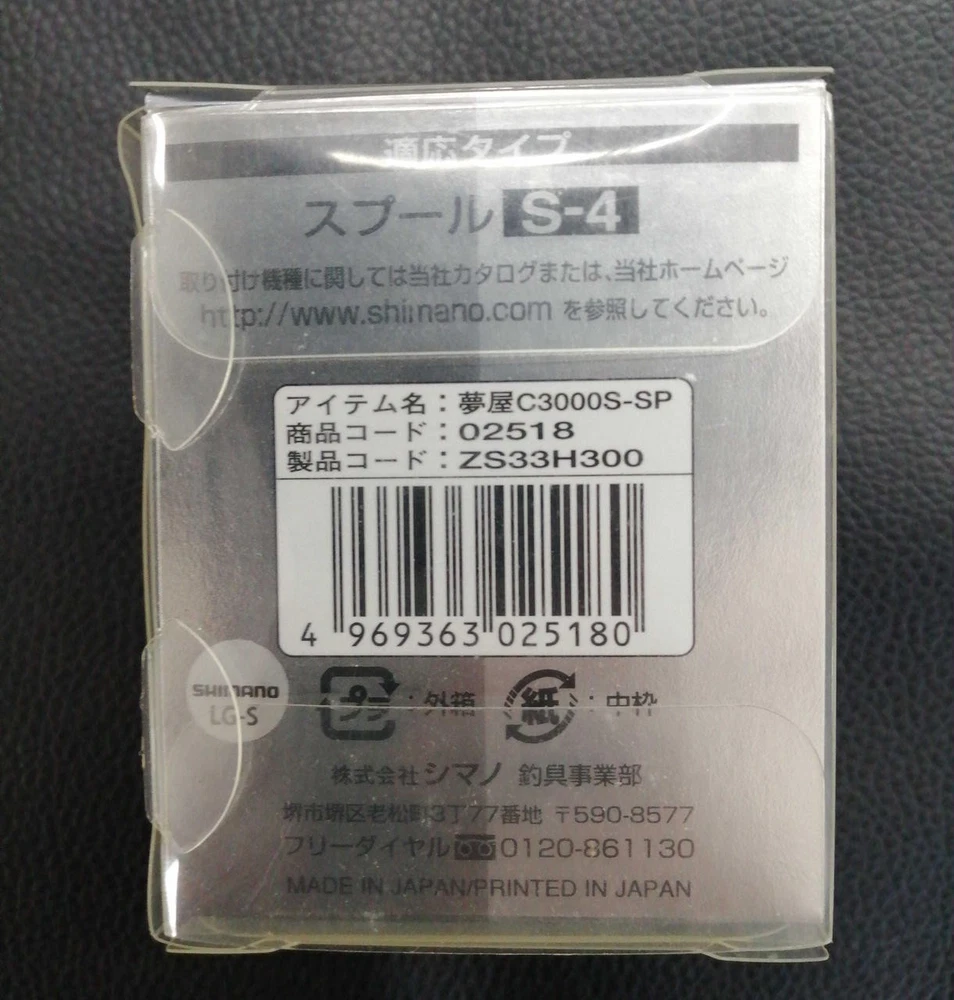 適応タイプ
スプール S-4
取り付け機種に関しては当社カタログまたは、当社ホームページ
http://www.shimano.com を参照してください。
アイテム名:夢屋C3000S-SP
商品コード:02518
製品コード:ZS33H300
4 969363 025180
SHIMANO
LG-S
プラ:外箱 紙:中枠
株式会社シマノ 釣具事業部
堺市堺区老松町3丁77番地 〒590-8577
フリーダイヤル 0120-861130
MADE IN JAPAN/PRINTED IN JAPAN